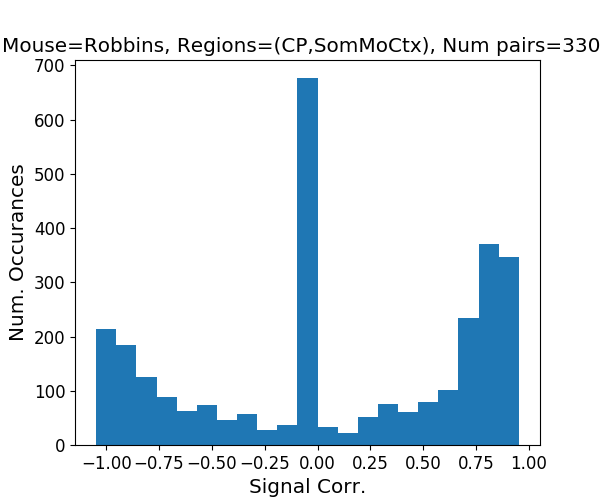 Mouse=Robbins, Regions=(CP,SomMoCtx), Num pairs=330
700
600
500
400
300
200
100
0
Num. Occurances
−1.00 −0.75 −0.50 −0.25 0.00 0.25 0.50 0.75 1.00
Signal Corr.